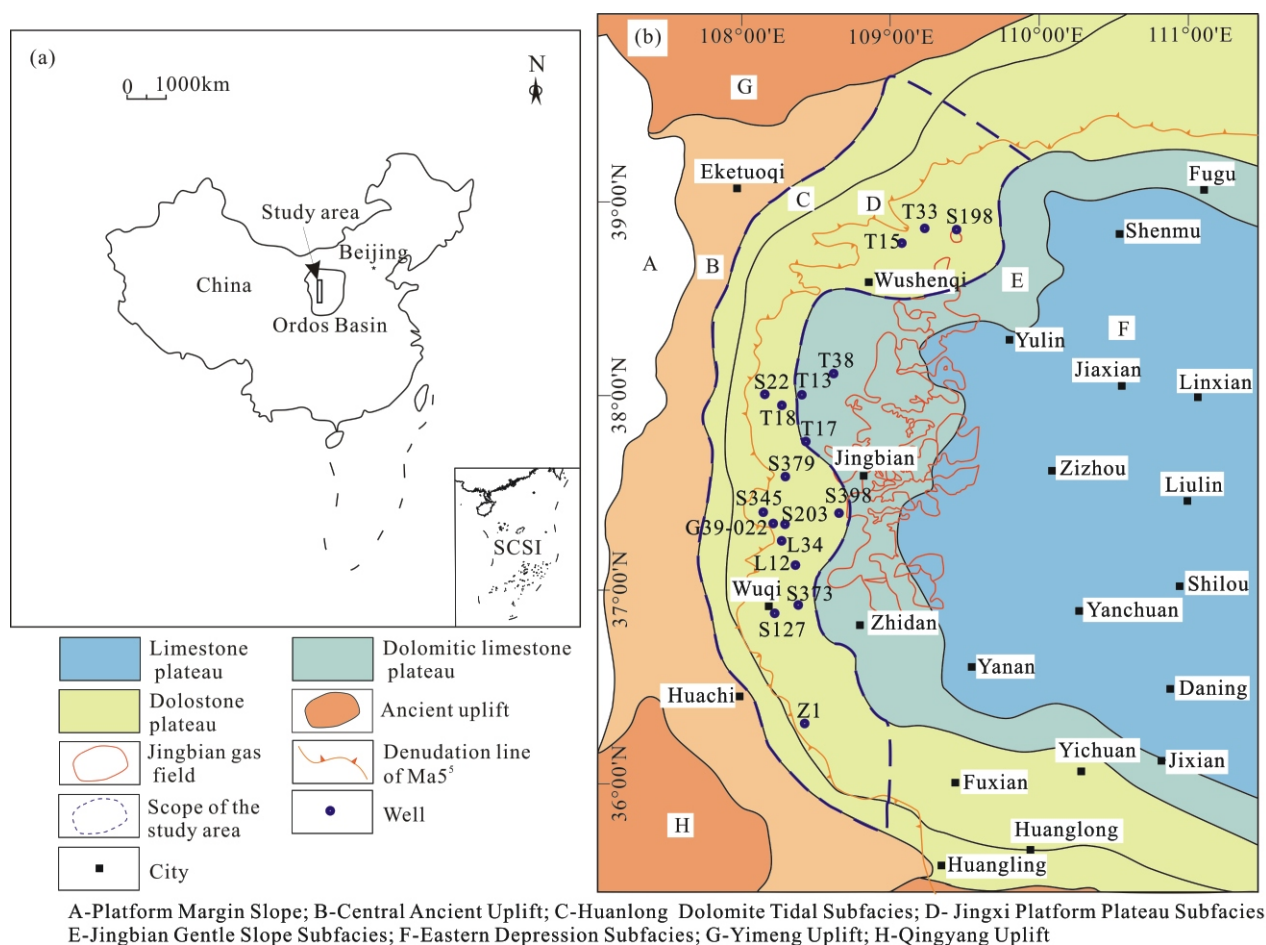 (a)
0 1000km
N
Study area
Beijing
China
Ordos Basin
SCSI
(b)
108°00'E
109°00'E
110°00'E
111°00'E
39°00'N
38°00'N
37°00'N
36°00'N
G
Eketuoqi
C
D
Fugu
T33
S198
T15
Shenmu
A
B
Wushenqi
E
F
Yulin
T38
S22
T13
Jiaxian
Linxian
T18
T17
Jingbian
S379
Zizhou
Liulin
S345
S398
S203
G39-022
L34
L12
Shilou
Wuqi
S373
Yanchuan
S127
Zhidan
Yanan
Daning
Huachi
Z1
Yichuan
Jixian
Fuxian
H
Huanglong
Huangling
Limestone
plateau
Dolomitic limestone
plateau
Dolostone
plateau
Ancient uplift
Jingbian gas
field
Denudation line
of Ma5⁵
Scope of the
study area
Well
City
A-Platform Margin Slope; B-Central Ancient Uplift; C-Huanlong Dolomite Tidal Subfacies; D- Jingxi Platform Plateau Subfacies
E-Jingbian Gentle Slope Subfacies; F-Eastern Depression Subfacies; G-Yimeng Uplift; H-Qingyang Uplift